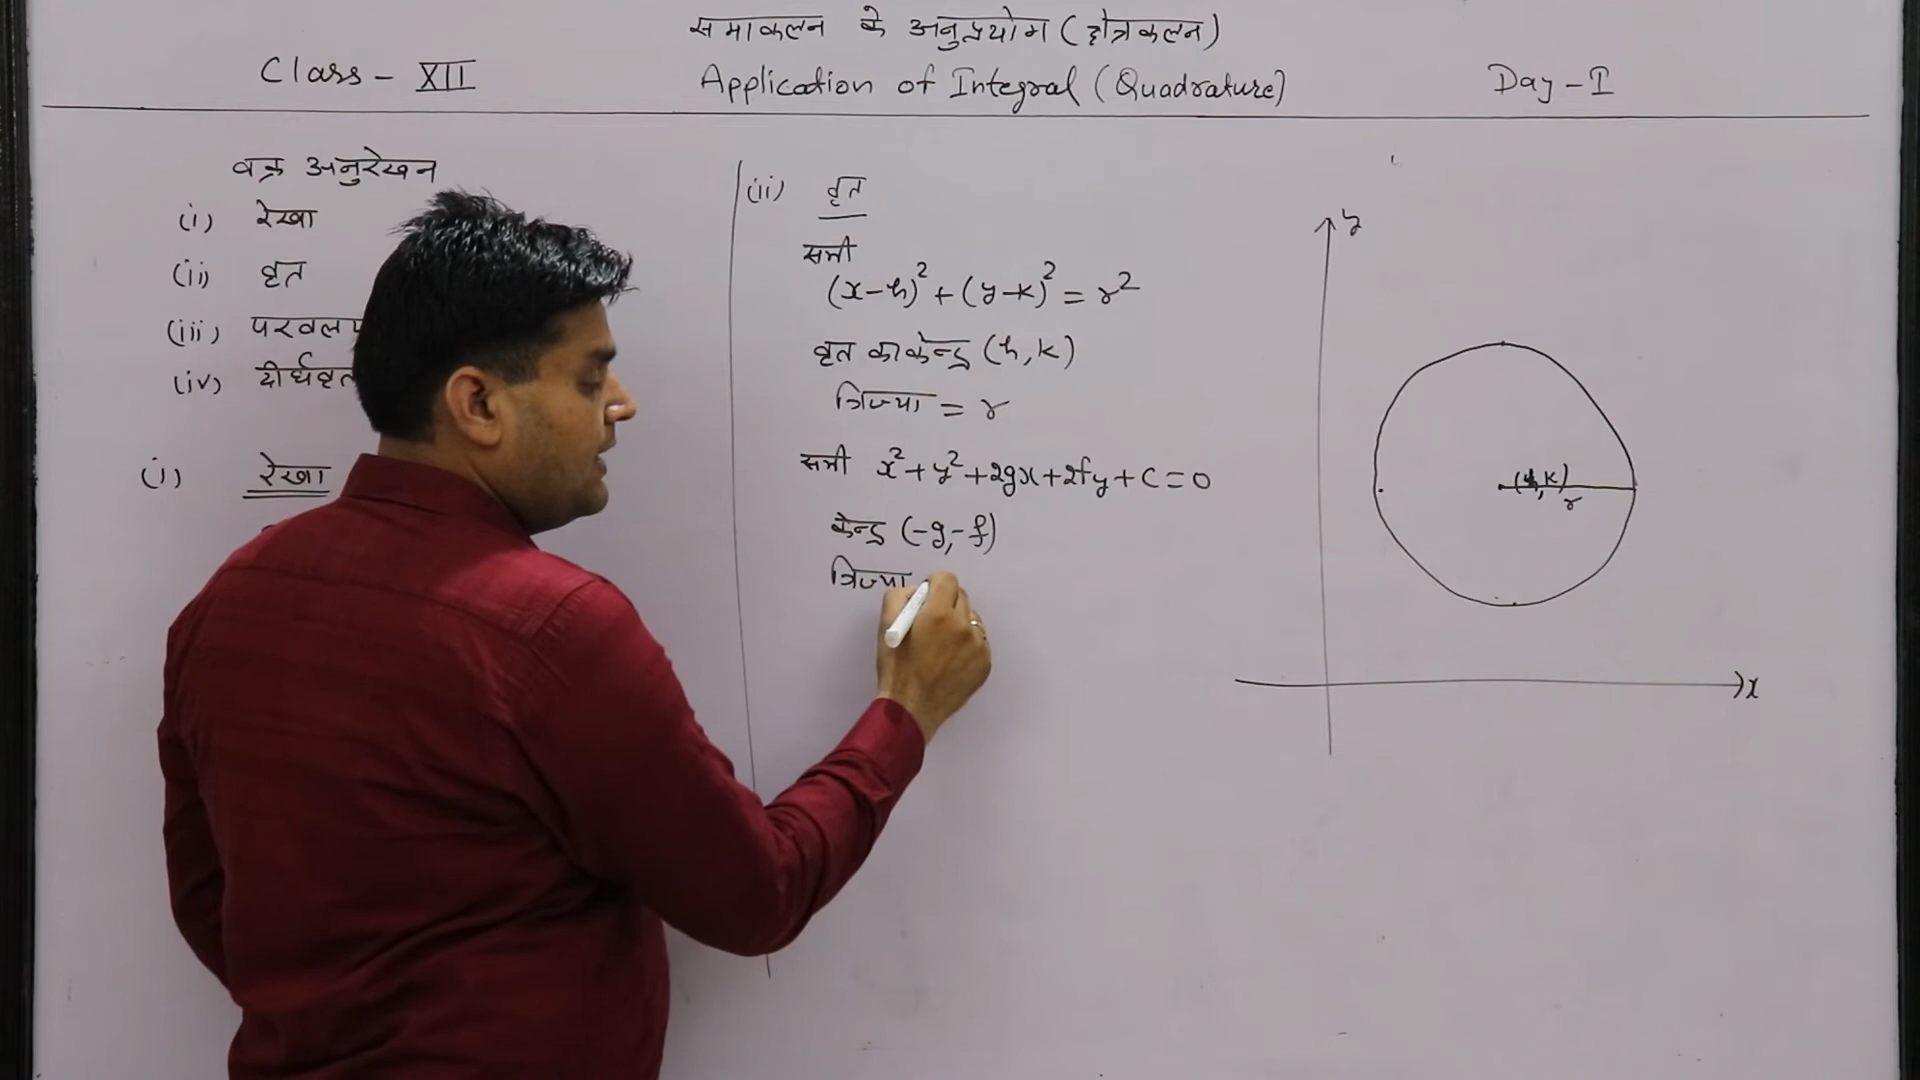 समाकलन के अनुप्रयोग (क्षेत्रकलन)
Class - XII
Application of Integral (Quadrature)
Day - I
वक्र अनुरेखन
(i) रेखा
(ii) वृत
(iii) परवलय
(iv) दीर्घवृत
(i) रेखा
(ii) वृत
समी
(x-h)²+(y-k)² = r²
वृत का केन्द्र (h, k)
त्रिज्या = r
समी x²+y²+2gx+2fy+c=0
केन्द्र (-g,-f)
त्रिज्या
y
(h, k)
r
x